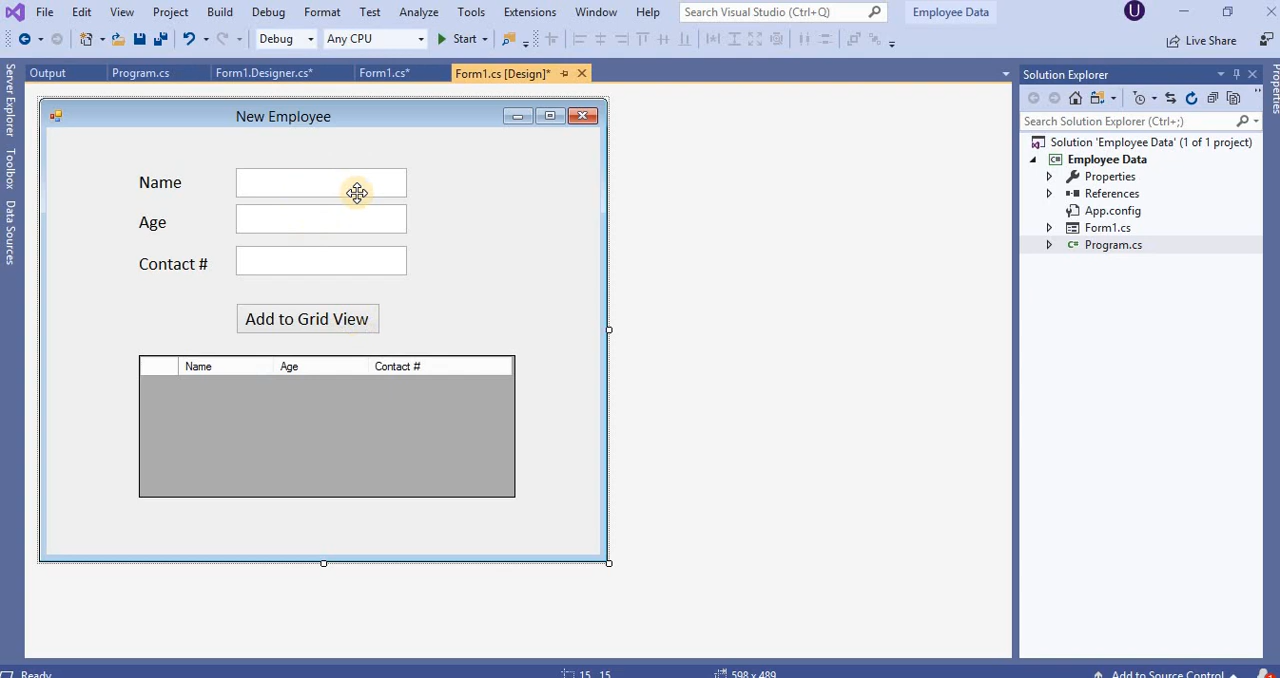 File Edit View Project Build Debug Format Test Analyze Tools Extensions Window Help Search Visual Studio (Ctrl+Q) Employee Data U
Debug Any CPU Start Live Share
Output Program.cs Form1.Designer.cs* Form1.cs* Form1.cs [Design]*
Solution Explorer
Search Solution Explorer (Ctrl+;)
Solution 'Employee Data' (1 of 1 project)
Employee Data
Properties
References
App.config
Form1.cs
Program.cs
Server Explorer
Toolbox
Data Sources
Properties
New Employee
Name
Age
Contact #
Add to Grid View
Name Age Contact #
Ready 15, 15 598 x 489 Add to Source Control